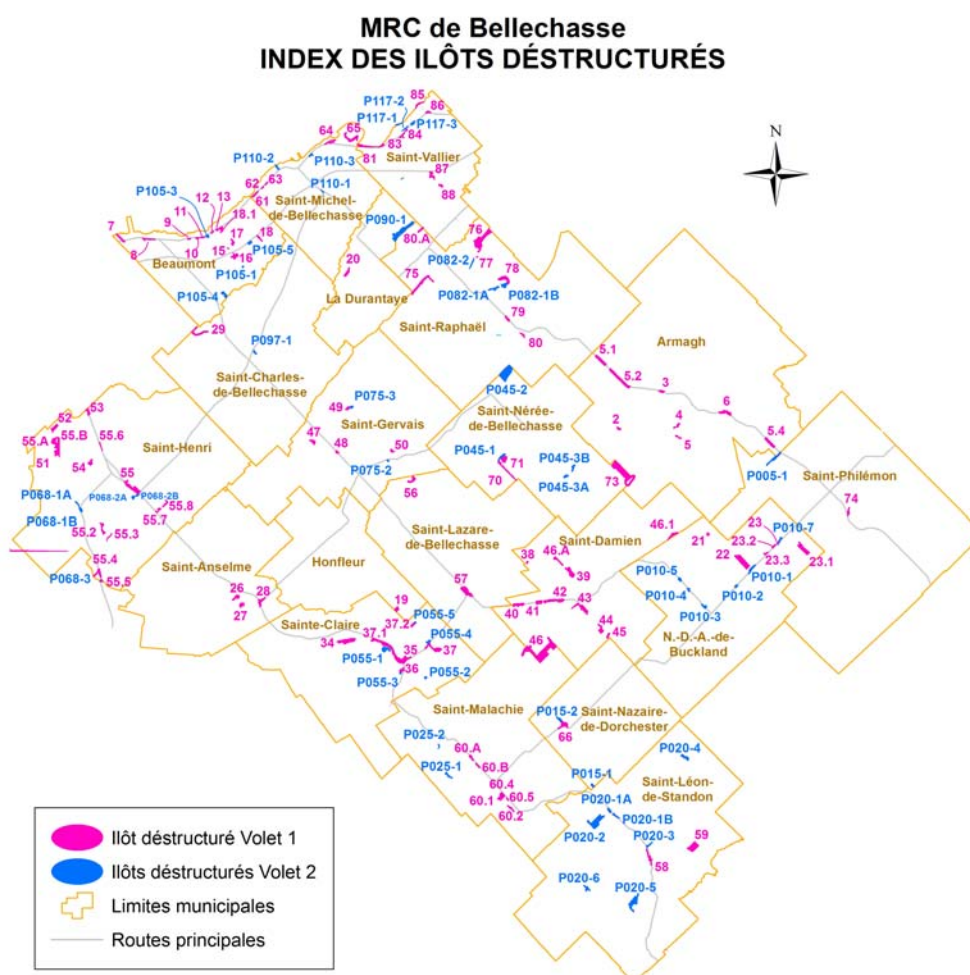 MRC de Bellechasse
INDEX DES ILÔTS DÉSTRUCTURÉS
N
85
P117-2
86
P117-1
P117-3
64
65
84
83
81
Saint-Vallier
P110-2
P110-3
87
88
P110-1
63
62
61
Saint-Michel-
de-Bellechasse
P105-3
12
13
11
9
18.1
7
8
10
17
18
15
16
P105-5
Beaumont
P105-1
P105-4
P090-1
80.A
76
77
P082-2
78
P082-1A
P082-1B
20
75
La Durantaye
Saint-Raphaël
79
80
29
P097-1
Saint-Charles-
de-Bellechasse
Armagh
5.1
5.2
3
2
4
5
6
5.4
P005-1
P045-2
Saint-Nérée-
de-Bellechasse
P045-1
71
70
P045-3B
P045-3A
73
P075-3
49
Saint-Gervais
47
48
50
P075-2
56
53
52
55.A
55.B
55.6
51
54
Saint-Henri
55
P068-1A
P068-2A
P068-2B
P068-1B
55.8
55.7
55.2
55.3
55.4
P068-3
55.5
Saint-Philémon
74
Saint-Lazare-
de-Bellechasse
Saint-Damien
46.1
21
23
P010-7
23.2
22
23.3
23.1
P010-1
P010-5
P010-4
P010-2
P010-3
38
46.A
39
57
42
43
40
41
44
45
46
N.-D.-A.-de-
Buckland
Saint-Anselme
Honfleur
26
28
27
19
Sainte-Claire
37.2
P055-5
34
37.1
P055-4
35
37
P055-1
36
P055-3
P055-2
Saint-Malachie
P025-2
P025-1
60.A
60.B
60.4
60.1
60.5
60.2
P015-2
66
Saint-Nazaire-
de-Dorchester
P020-4
P015-1
Saint-Léon-
de-Standon
P020-1A
P020-1B
P020-2
P020-3
59
58
P020-6
P020-5
Ilôt déstructuré Volet 1
Ilôts déstructurés Volet 2
Limites municipales
Routes principales